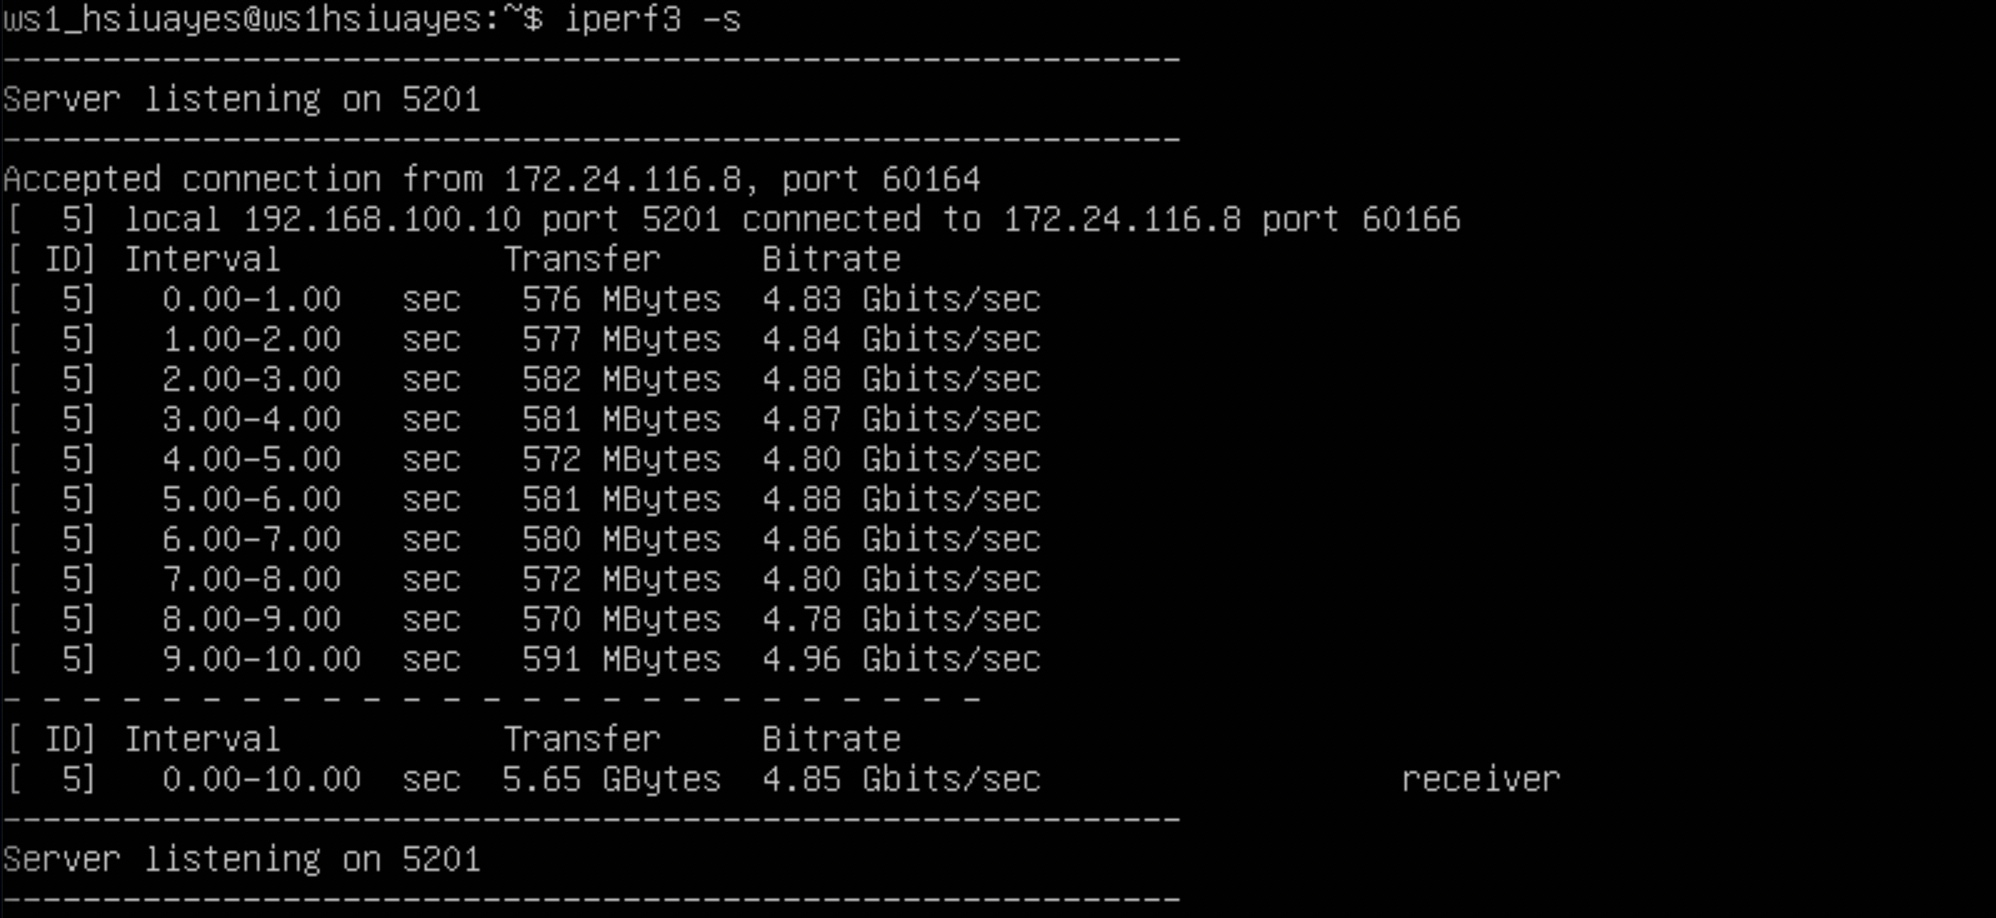 ws1_hsiuayes@ws1hsiuayes:~$ iperf3 -s
-----------------------------------------------------------
Server listening on 5201
-----------------------------------------------------------
Accepted connection from 172.24.116.8, port 60164
[  5] local 192.168.100.10 port 5201 connected to 172.24.116.8 port 60166
[ ID] Interval           Transfer     Bitrate
[  5]   0.00-1.00   sec   576 MBytes  4.83 Gbits/sec
[  5]   1.00-2.00   sec   577 MBytes  4.84 Gbits/sec
[  5]   2.00-3.00   sec   582 MBytes  4.88 Gbits/sec
[  5]   3.00-4.00   sec   581 MBytes  4.87 Gbits/sec
[  5]   4.00-5.00   sec   572 MBytes  4.80 Gbits/sec
[  5]   5.00-6.00   sec   581 MBytes  4.88 Gbits/sec
[  5]   6.00-7.00   sec   580 MBytes  4.86 Gbits/sec
[  5]   7.00-8.00   sec   572 MBytes  4.80 Gbits/sec
[  5]   8.00-9.00   sec   570 MBytes  4.78 Gbits/sec
[  5]   9.00-10.00  sec   591 MBytes  4.96 Gbits/sec
- - - - - - - - - - - - - - - - - - - - - - - - -
[ ID] Interval           Transfer     Bitrate
[  5]   0.00-10.00  sec  5.65 GBytes  4.85 Gbits/sec                  receiver
-----------------------------------------------------------
Server listening on 5201
-----------------------------------------------------------